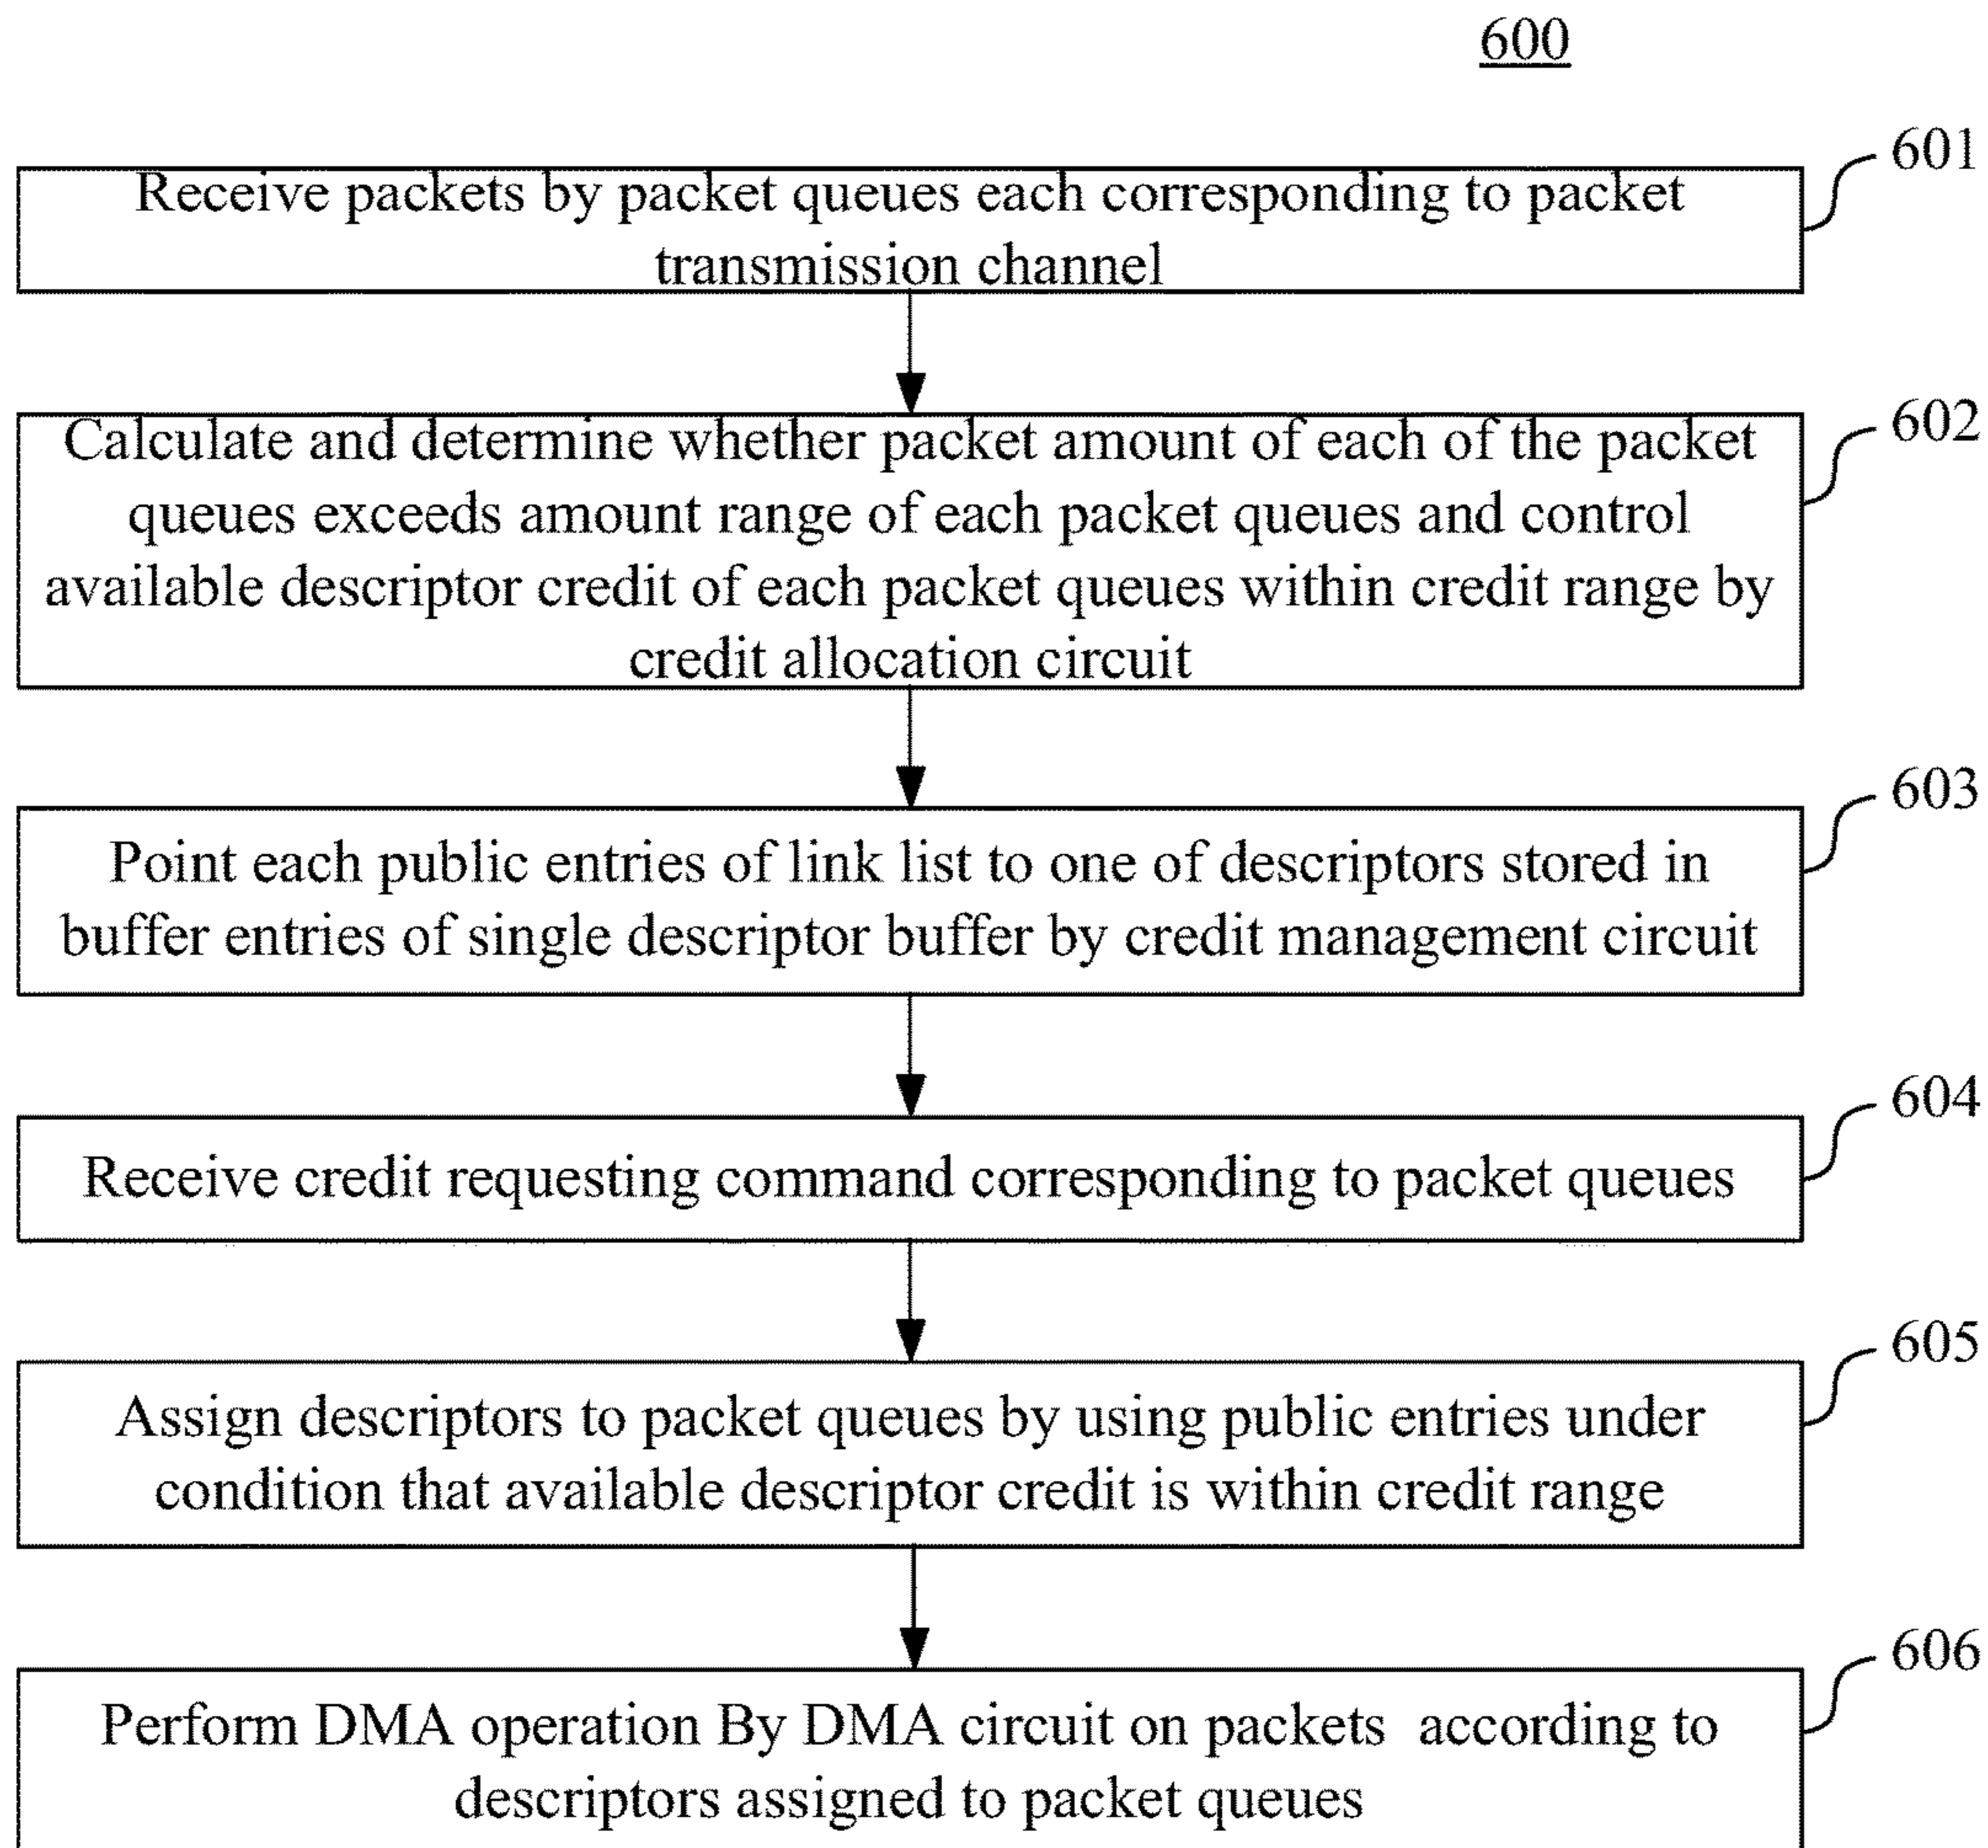 600
601
Receive packets by packet queues each corresponding to packet
transmission channel
602
Calculate and determine whether packet amount of each of the packet
queues exceeds amount range of each packet queues and control
available descriptor credit of each packet queues within credit range by
credit allocation circuit
603
Point each public entries of link list to one of descriptors stored in
buffer entries of single descriptor buffer by credit management circuit
604
Receive credit requesting command corresponding to packet queues
605
Assign descriptors to packet queues by using public entries under
condition that available descriptor credit is within credit range
606
Perform DMA operation By DMA circuit on packets according to
descriptors assigned to packet queues